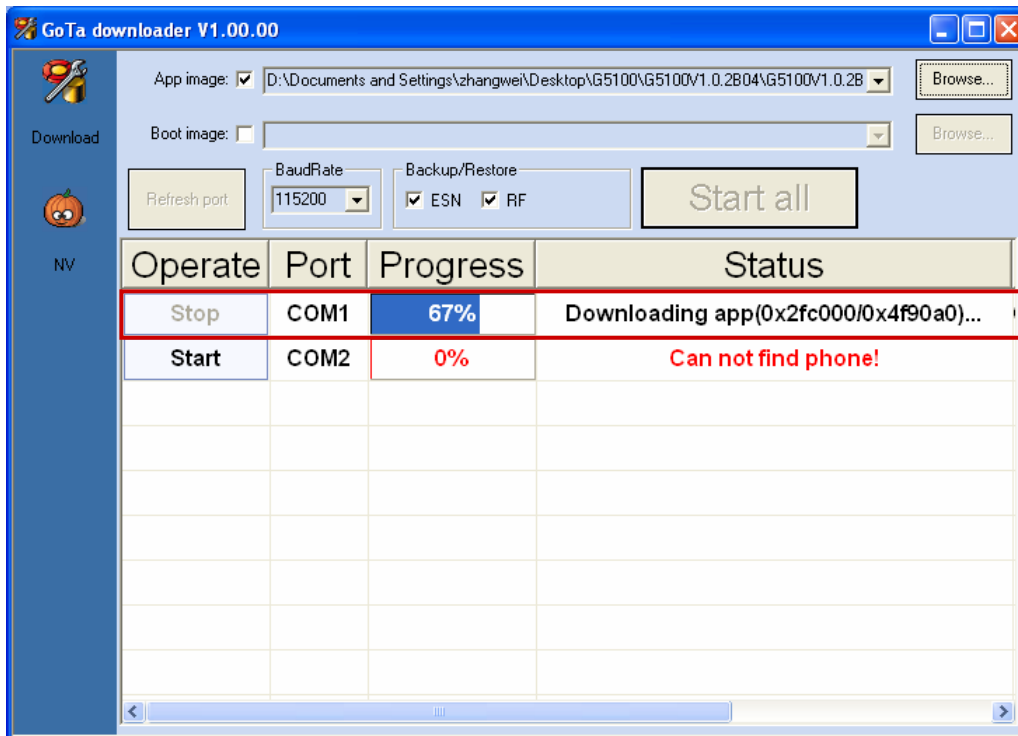 GoTa downloader V1.00.00
App image: D:\Documents and Settings\zhangwei\Desktop\G5100\G5100V1.0.2B04\G5100V1.0.2B Browse...
Download Boot image: Browse...
BaudRate Backup/Restore
Refresh port 115200 ESN RF Start all
NV
Operate Port Progress Status
Stop COM1 67% Downloading app(0x2fc000/0x4f90a0)...
Start COM2 0% Can not find phone!